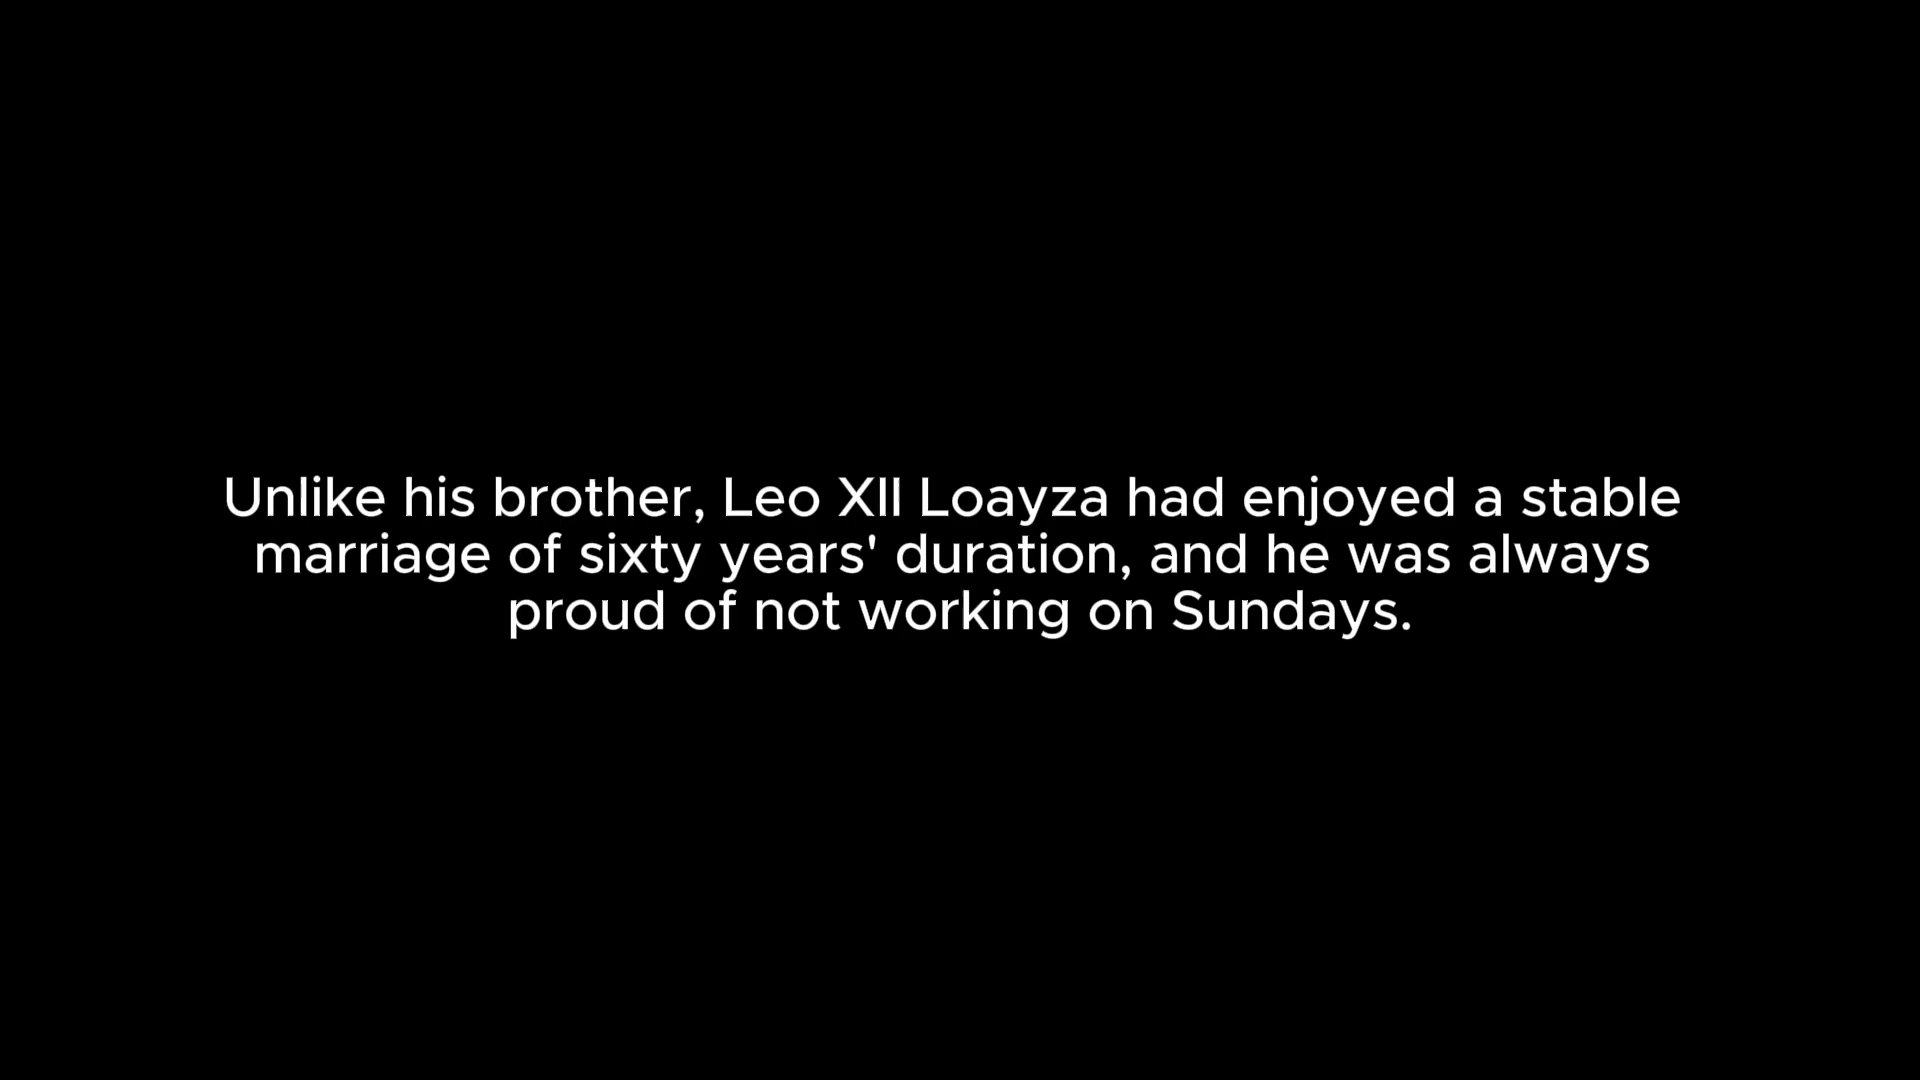 Unlike his brother, Leo XII Loayza had enjoyed a stable
marriage of sixty years' duration, and he was always
proud of not working on Sundays.